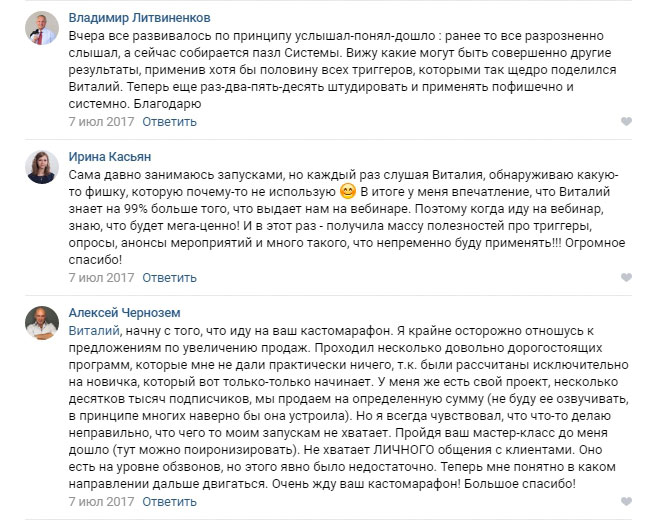 Владимир Литвиненков
Вчера все развивалось по принципу услышал-понял-дошло : ранее то все разрозненно
слышал, а сейчас собирается пазл Системы. Вижу какие могут быть совершенно другие
результаты, применив хотя бы половину всех триггеров, которыми так щедро поделился
Виталий. Теперь еще раз-два-пять-десять штудировать и применять пофишечно и
системно. Благодарю
7 июл 2017 Ответить
Ирина Касьян
Сама давно занимаюсь запусками, но каждый раз слушая Виталия, обнаруживаю какую-
то фишку, которую почему-то не использую 😊 В итоге у меня впечатление, что Виталий
знает на 99% больше того, что выдает нам на вебинаре. Поэтому когда иду на вебинар,
знаю, что будет мега-ценно! И в этот раз - получила массу полезностей про триггеры,
опросы, анонсы мероприятий и много такого, что непременно буду применять!!! Огромное
спасибо!
7 июл 2017 Ответить
Алексей Чернозем
Виталий, начну с того, что иду на ваш кастомарафон. Я крайне осторожно отношусь к
предложениям по увеличению продаж. Проходил несколько довольно дорогостоящих
программ, которые мне не дали практически ничего, т.к. были рассчитаны исключительно
на новичка, который вот только-только начинает. У меня же есть свой проект, несколько
десятков тысяч подписчиков, мы продаем на определенную сумму (не буду ее озвучивать,
в принципе многих наверно бы она устроила). Но я всегда чувствовал, что что-то делаю
неправильно, что чего то моим запускам не хватает. Пройдя ваш мастер-класс до меня
дошло (тут можно поиронизировать). Не хватает ЛИЧНОГО общения с клиентами. Оно
есть на уровне обзвонов, но этого явно было недостаточно. Теперь мне понятно в каком
направлении дальше двигаться. Очень жду ваш кастомарафон! Большое спасибо!
7 июл 2017 Ответить